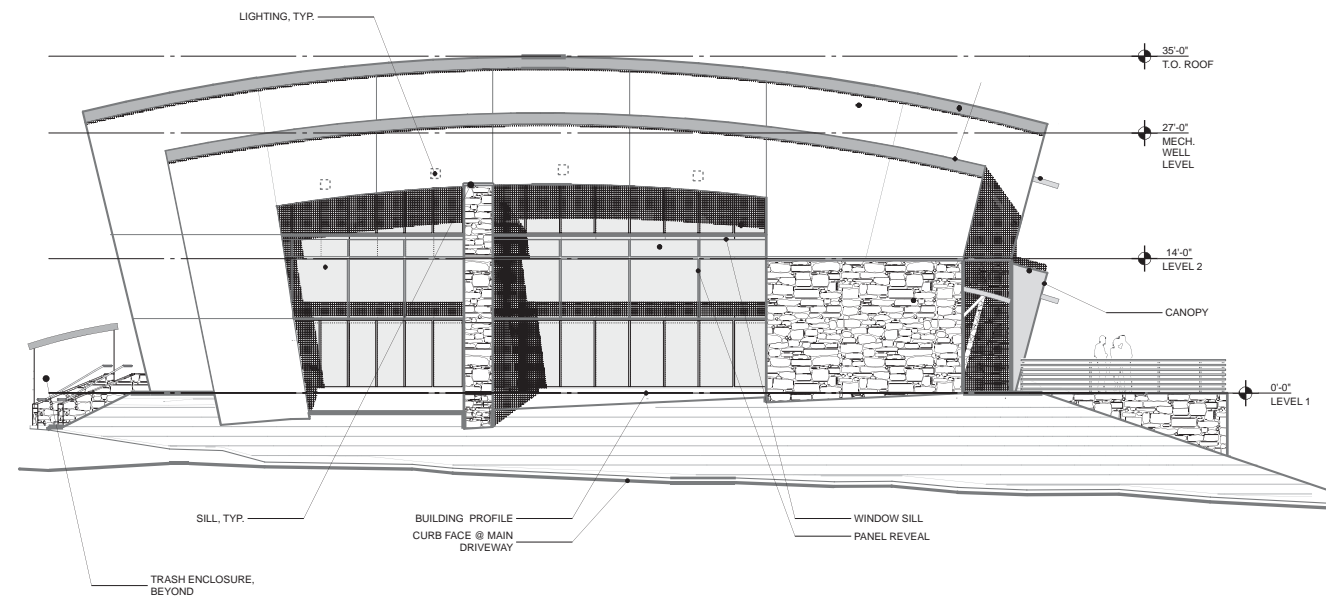 LIGHTING, TYP.
35'-0"
T.O. ROOF
27'-0"
MECH.
WELL
LEVEL
14'-0"
LEVEL 2
CANOPY
0'-0"
LEVEL 1
SILL, TYP.
BUILDING PROFILE
CURB FACE @ MAIN
DRIVEWAY
WINDOW SILL
PANEL REVEAL
TRASH ENCLOSURE,
BEYOND